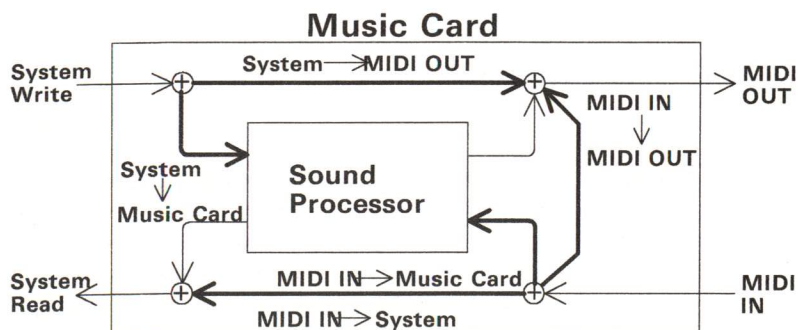 Music Card
System
Write
System → MIDI OUT
MIDI
OUT
MIDI IN
↓
MIDI OUT
Sound
Processor
System
↓
Music Card
System
Read
MIDI IN → Music Card
MIDI IN → System
MIDI
IN